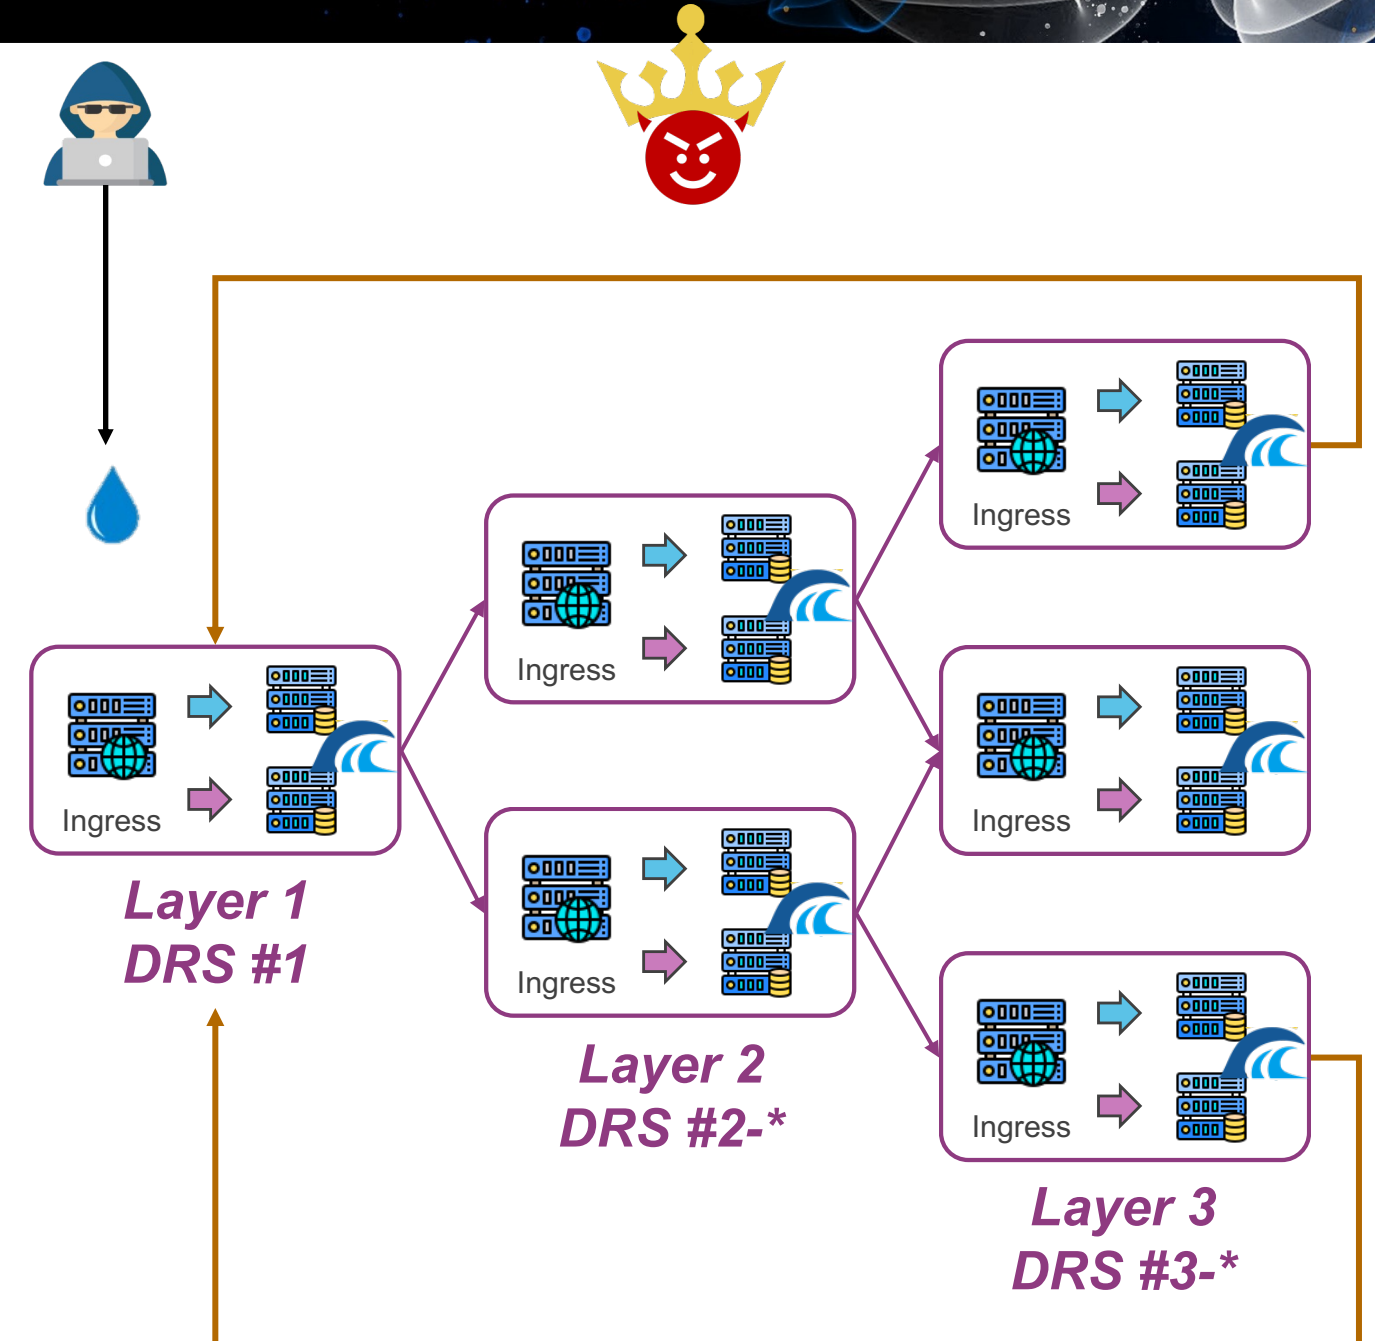 Ingress
Ingress
Ingress
Layer 1
DRS #1
Ingress
Ingress
Layer 2
DRS #2-*
Ingress
Layer 3
DRS #3-*